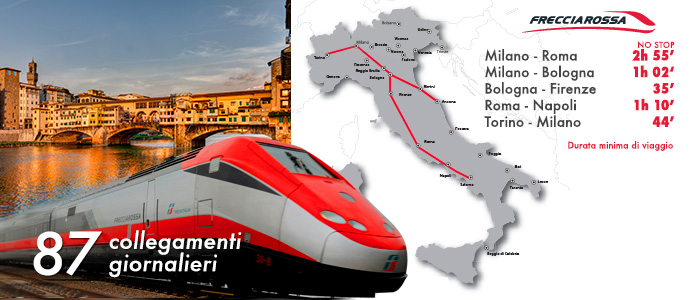 FRECCIAROSSA
NO STOP
Milano - Roma 2h 55'
Milano - Bologna 1h 02'
Bologna - Firenze 35'
Roma - Napoli 1h 10'
Torino - Milano 44'
Durata minima di viaggio
Bolzano
Udine
Milano
Vicenza
Brescia
Venezia
Verona
Padova
Torino
Piacenza
Reggio Emilia
Genova
Bologna
Rimini
Firenze
Ancona
Pescara
Roma
Foggia
Bari
Napoli
Salerno
Taranto
Lecce
Reggio di Calabria
FRECCIAROSSA
TRENITALIA
87 collegamenti
giornalieri